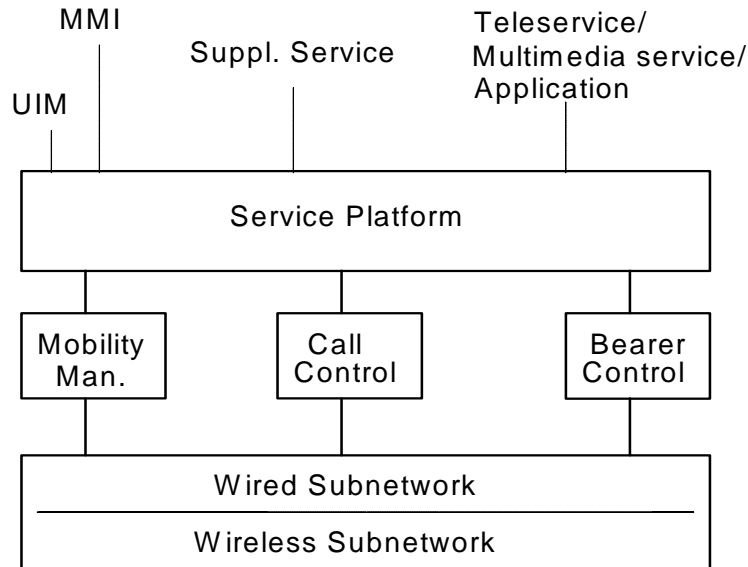 MMI
Teleservice/
Multimedia service/
Application
Suppl. Service
UIM
Service Platform
Mobility
Man.
Call
Control
Bearer
Control
Wired Subnetwork
Wireless Subnetwork